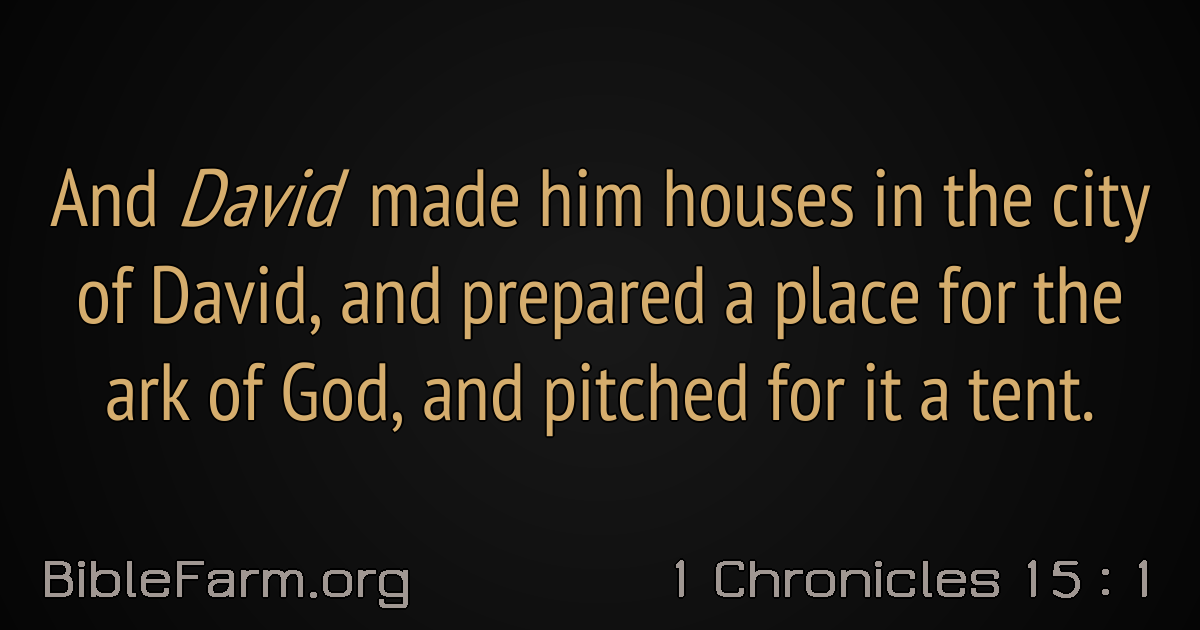 And David made him houses in the city
of David, and prepared a place for the
ark of God, and pitched for it a tent.
BibleFarm.org
1 Chronicles 15 : 1